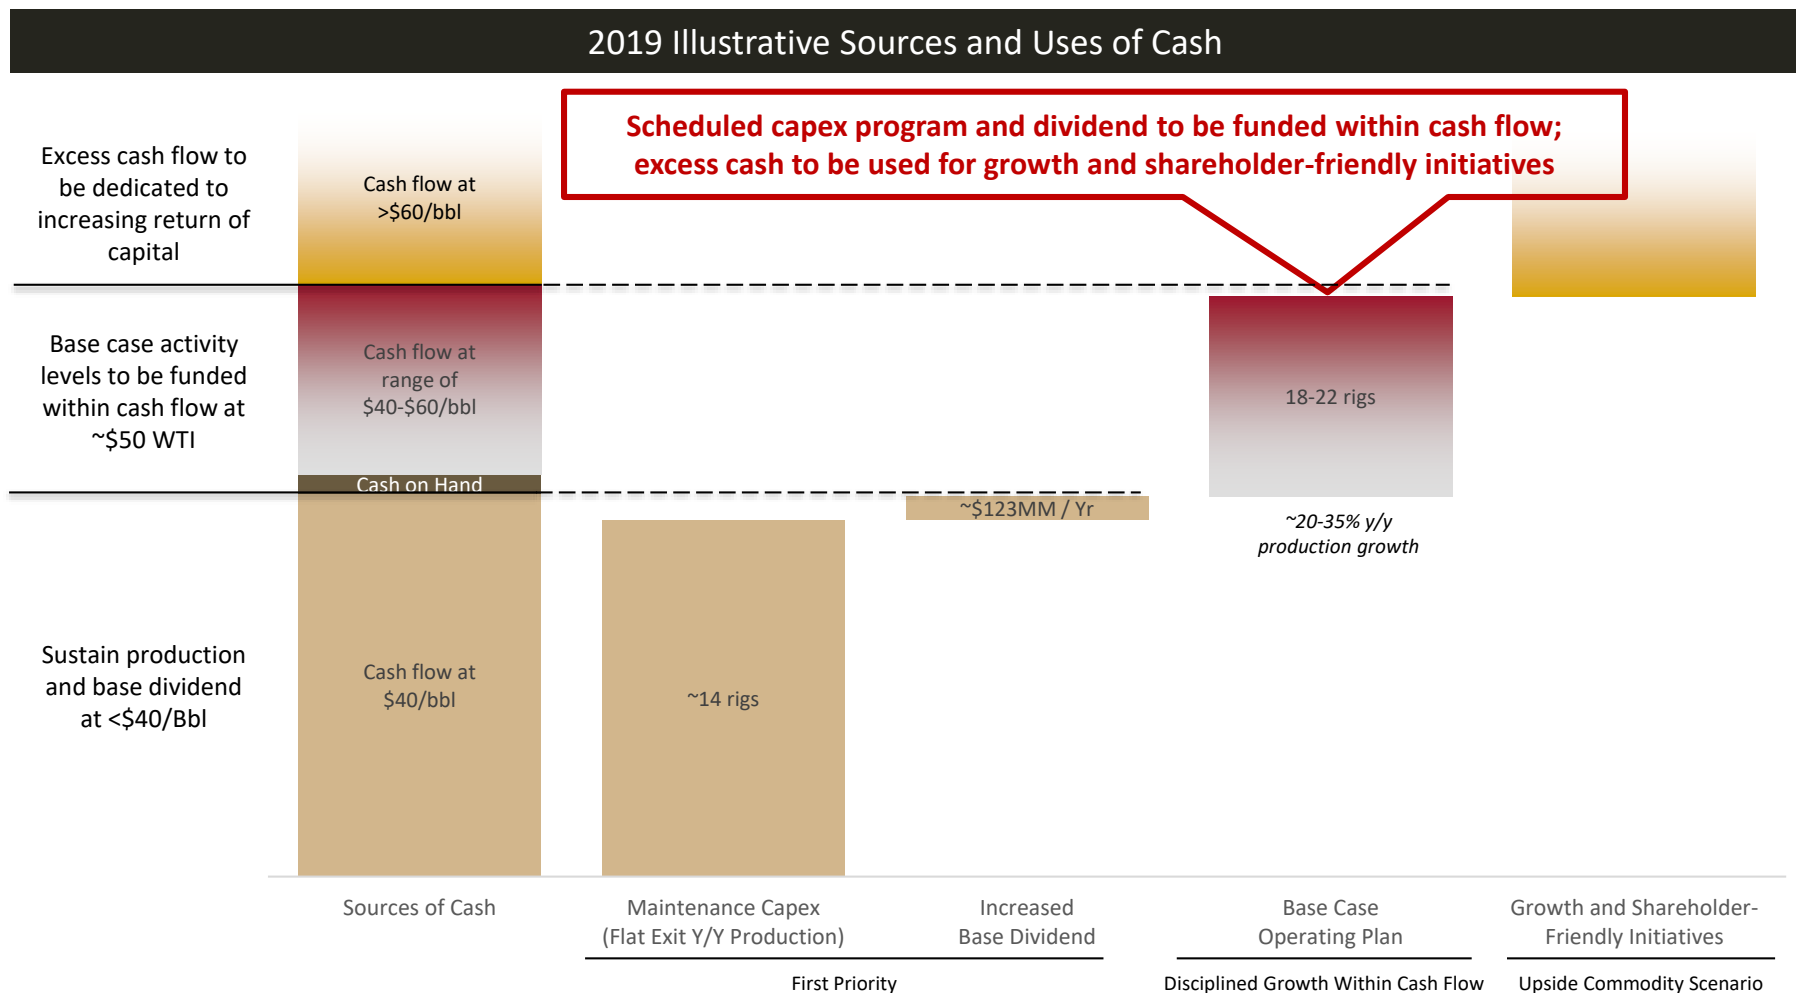 2019 Illustrative Sources and Uses of Cash
Scheduled capex program and dividend to be funded within cash flow;
excess cash to be used for growth and shareholder-friendly initiatives
Excess cash flow to
be dedicated to
increasing return of
capital
Cash flow at
>$60/bbl
Base case activity
levels to be funded
within cash flow at
~$50 WTI
Cash flow at
range of
$40-$60/bbl
18-22 rigs
Cash on Hand
~$123MM / Yr
~20-35% y/y
production growth
Sustain production
and base dividend
at <$40/Bbl
Cash flow at
$40/bbl
~14 rigs
Sources of Cash
Maintenance Capex
(Flat Exit Y/Y Production)
Increased
Base Dividend
Base Case
Operating Plan
Growth and Shareholder-
Friendly Initiatives
First Priority
Disciplined Growth Within Cash Flow
Upside Commodity Scenario